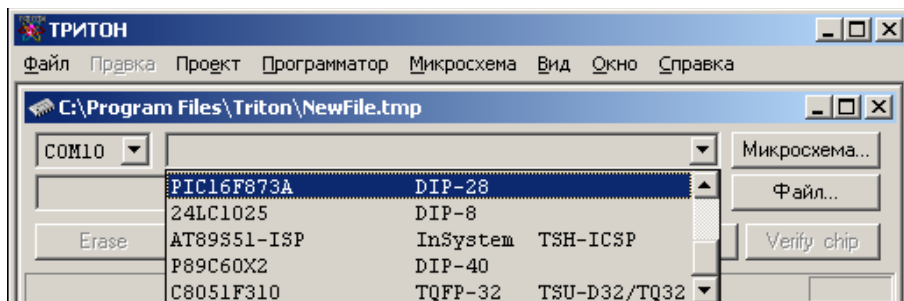 ТРИТОН
Файл Правка Проект Программатор Микросхема Вид Окно Справка
C:\Program Files\Triton\NewFile.tmp
COM10 Микросхема...
PIC16F873A DIP-28 Файл...
24LC1025 DIP-8
Erase AT89S51-ISP InSystem TSH-ICSP Verify chip
P89C60X2 DIP-40
C8051F310 TQFP-32 TSU-D32/TQ32